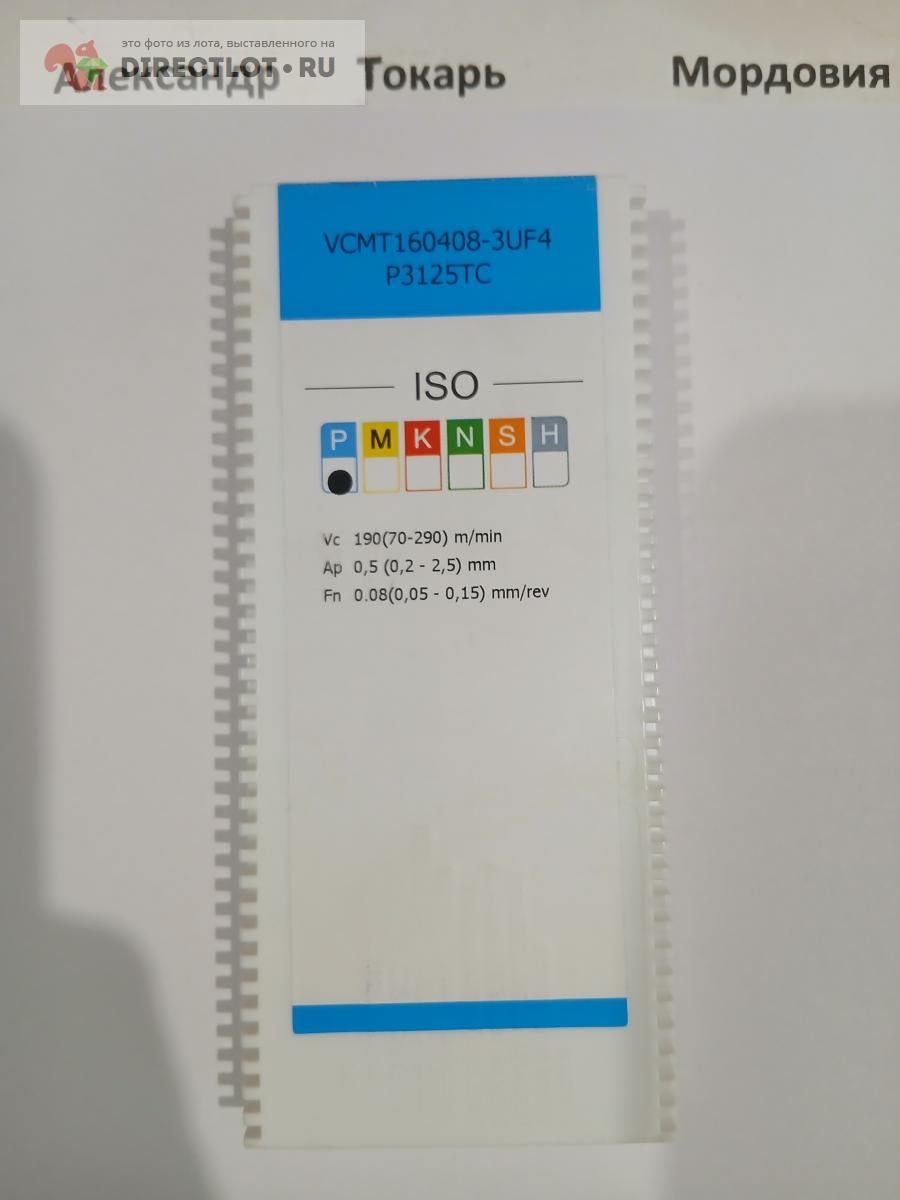 это фото из лота, выставленного на
DIRECTLOT•RU
Александр Токарь Мордовия
VCMT160408-3UF4
P3125TC
ISO
P M K N S H
Vc 190(70-290) m/min
Ap 0,5 (0,2 - 2,5) mm
Fn 0.08(0,05 - 0,15) mm/rev